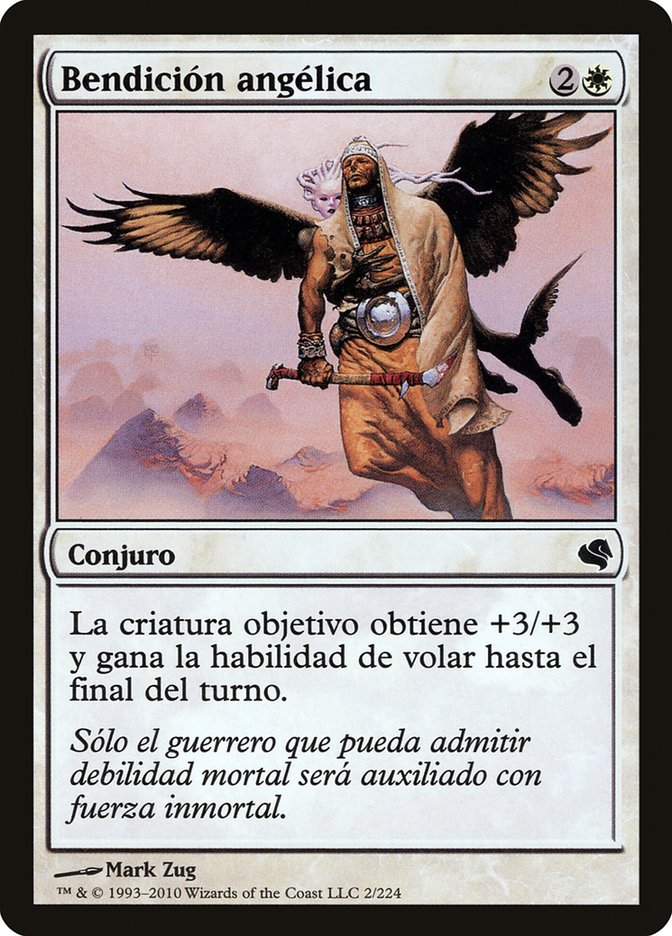 Bendición angélica 2
Conjuro
La criatura objetivo obtiene +3/+3
y gana la habilidad de volar hasta el
final del turno.
Sólo el guerrero que pueda admitir
debilidad mortal será auxiliado con
fuerza inmortal.
Mark Zug
™ & © 1993–2010 Wizards of the Coast LLC 2/224